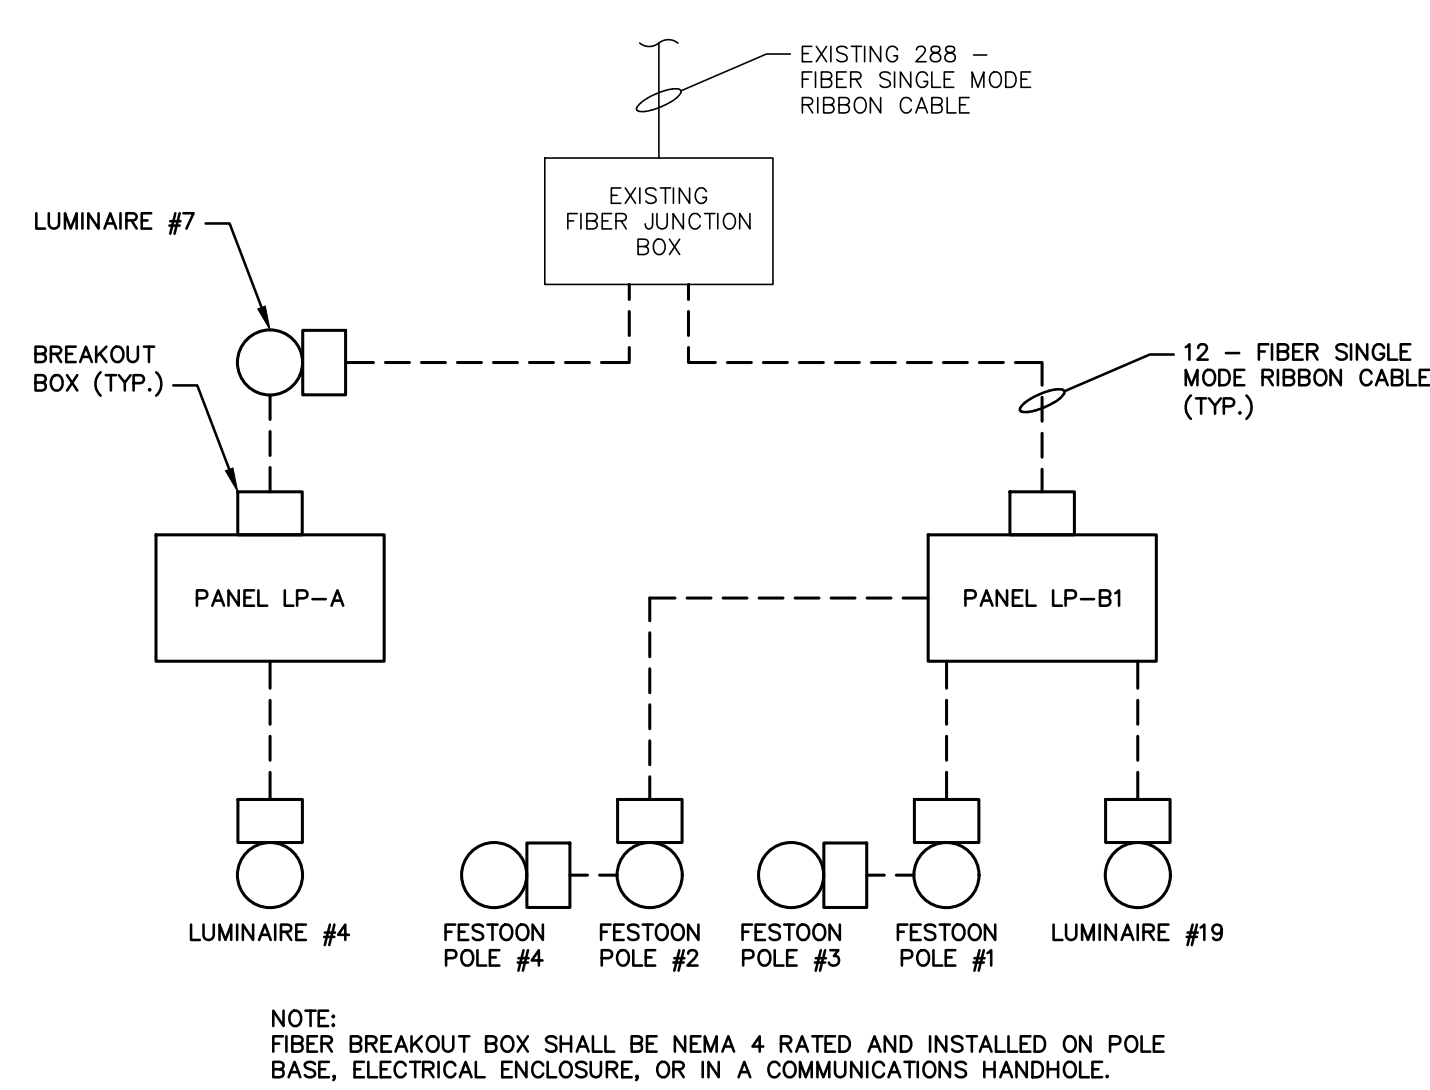 EXISTING 288 –
FIBER SINGLE MODE
RIBBON CABLE
EXISTING
FIBER JUNCTION
BOX
LUMINAIRE #7
BREAKOUT
BOX (TYP.)
12 – FIBER SINGLE
MODE RIBBON CABLE
(TYP.)
PANEL LP–A
PANEL LP–B1
LUMINAIRE #4
FESTOON
POLE #4
FESTOON
POLE #2
FESTOON
POLE #3
FESTOON
POLE #1
LUMINAIRE #19
NOTE:
FIBER BREAKOUT BOX SHALL BE NEMA 4 RATED AND INSTALLED ON POLE
BASE, ELECTRICAL ENCLOSURE, OR IN A COMMUNICATIONS HANDHOLE.